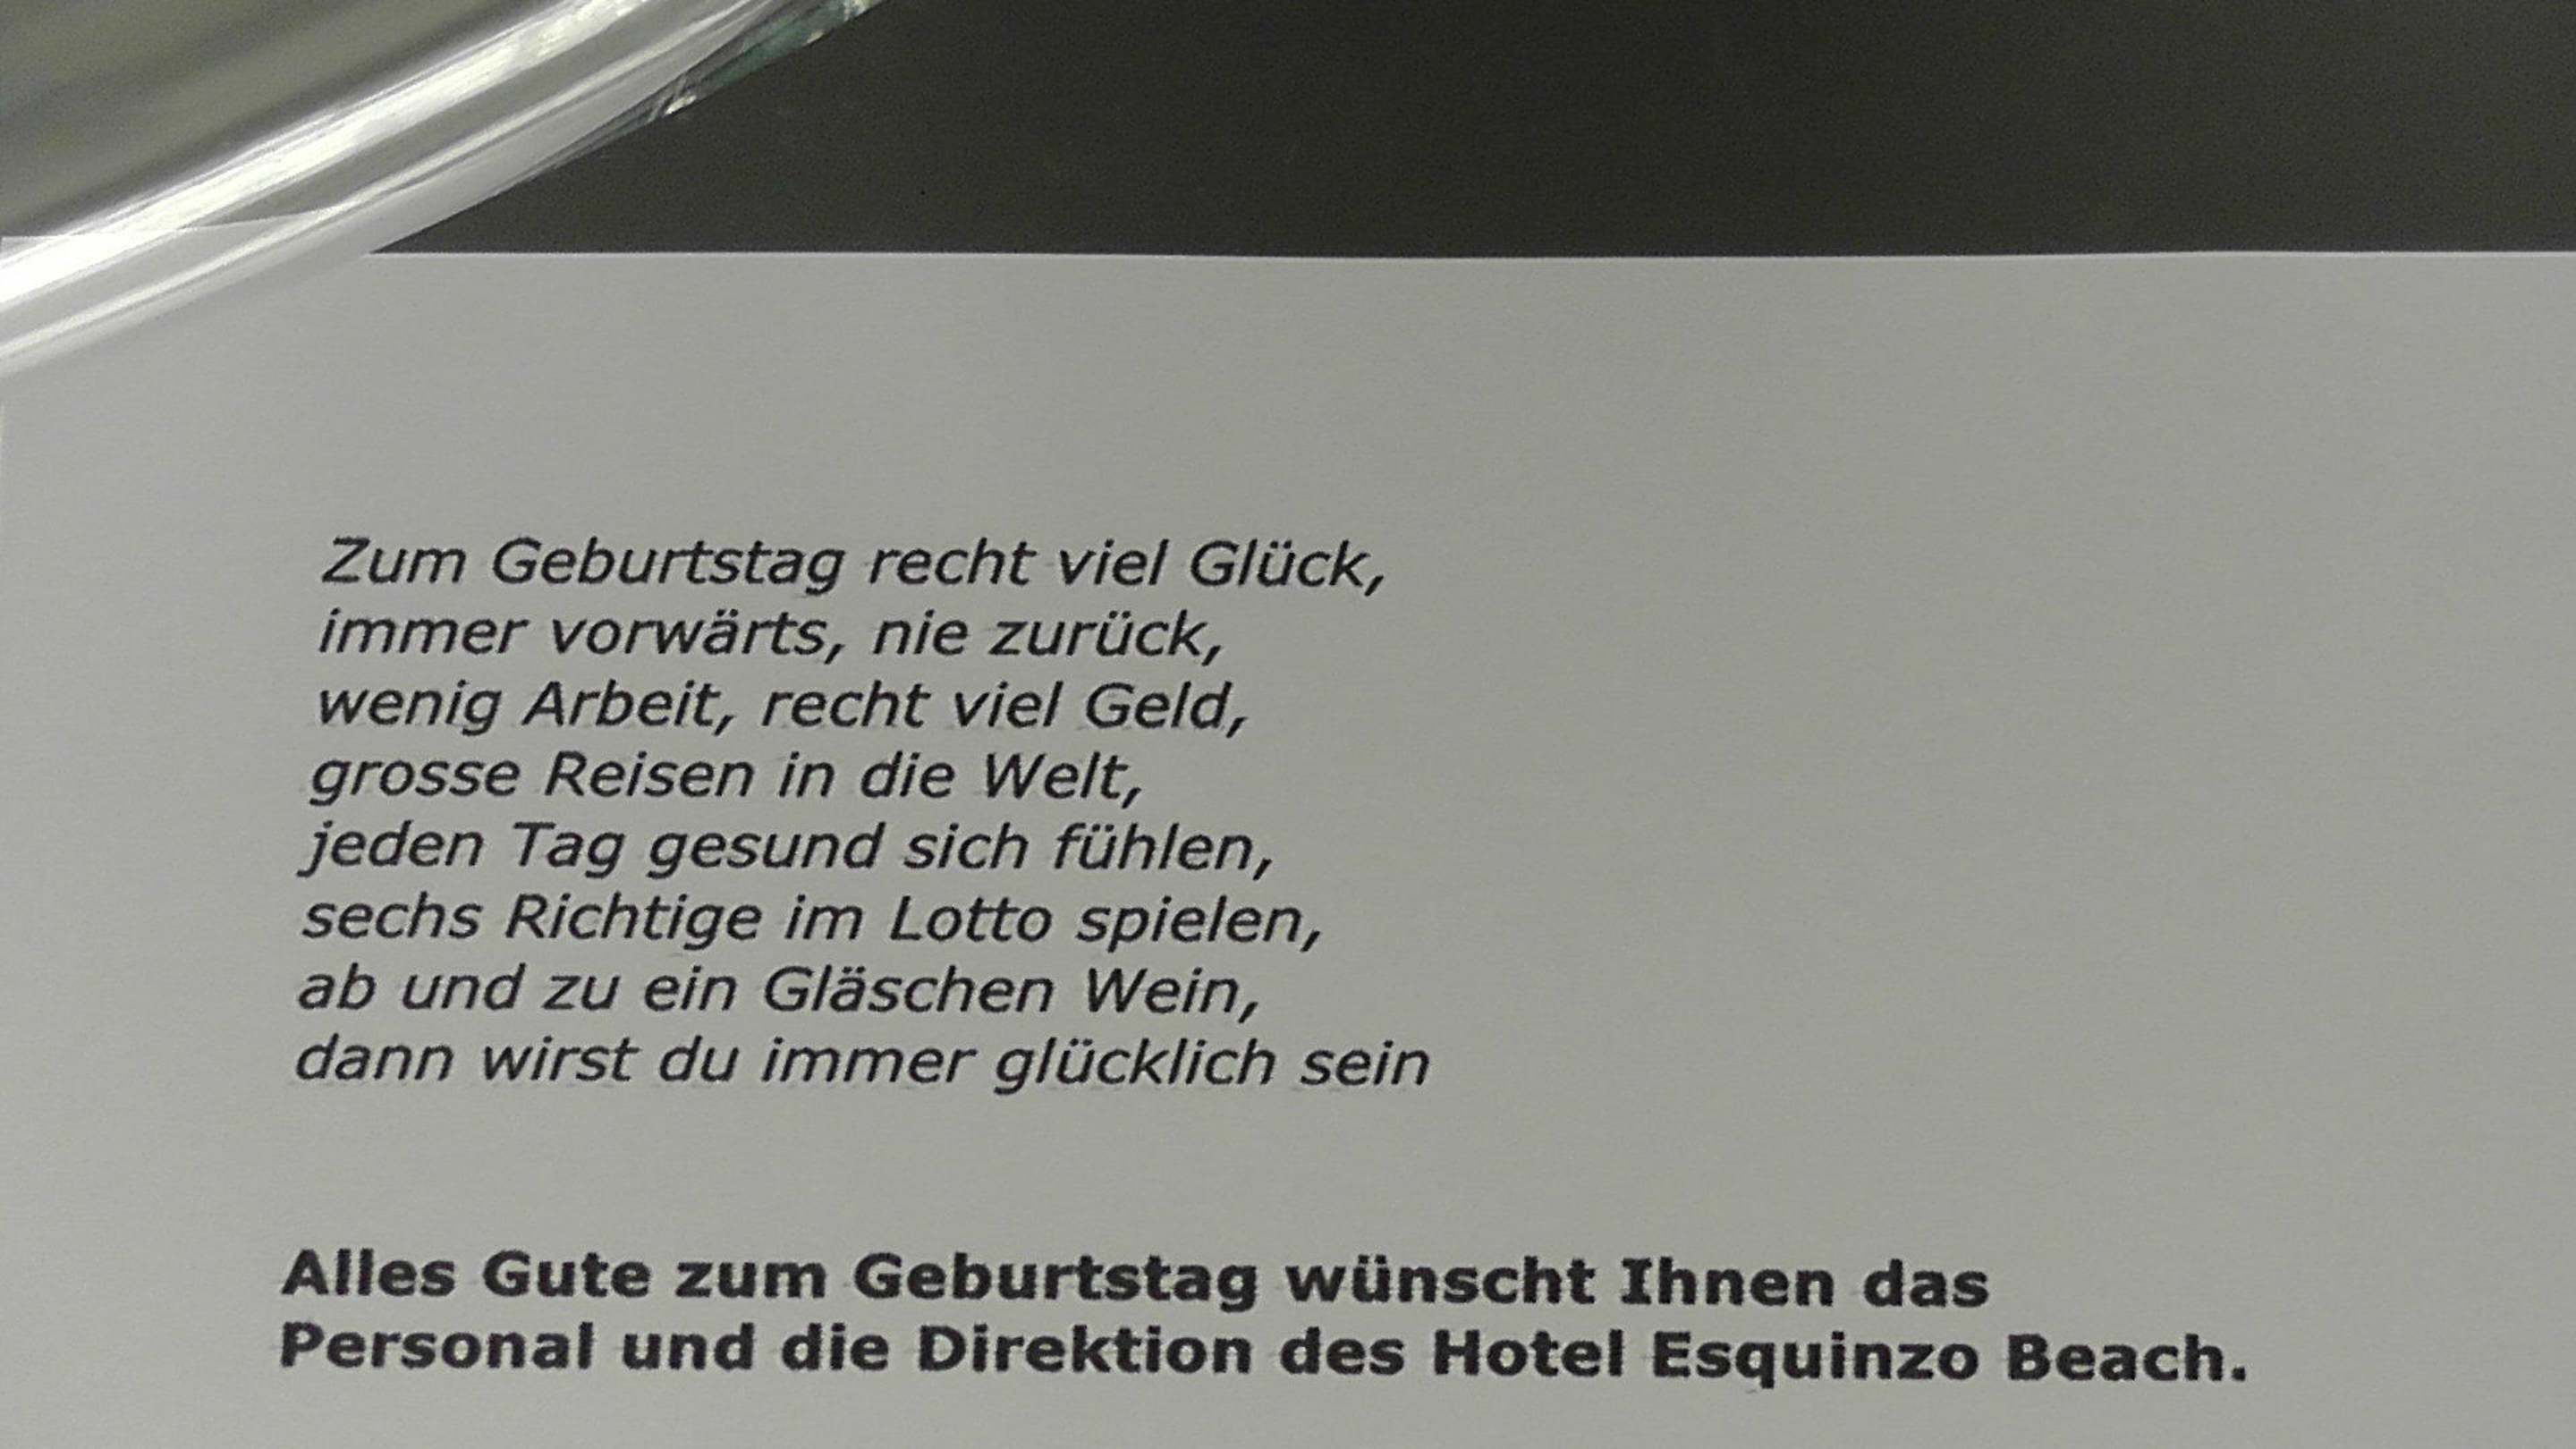 Zum Geburtstag recht viel Glück,
immer vorwärts, nie zurück,
wenig Arbeit, recht viel Geld,
grosse Reisen in die Welt,
jeden Tag gesund sich fühlen,
sechs Richtige im Lotto spielen,
ab und zu ein Gläschen Wein,
dann wirst du immer glücklich sein
Alles Gute zum Geburtstag wünscht Ihnen das
Personal und die Direktion des Hotel Esquinzo Beach.